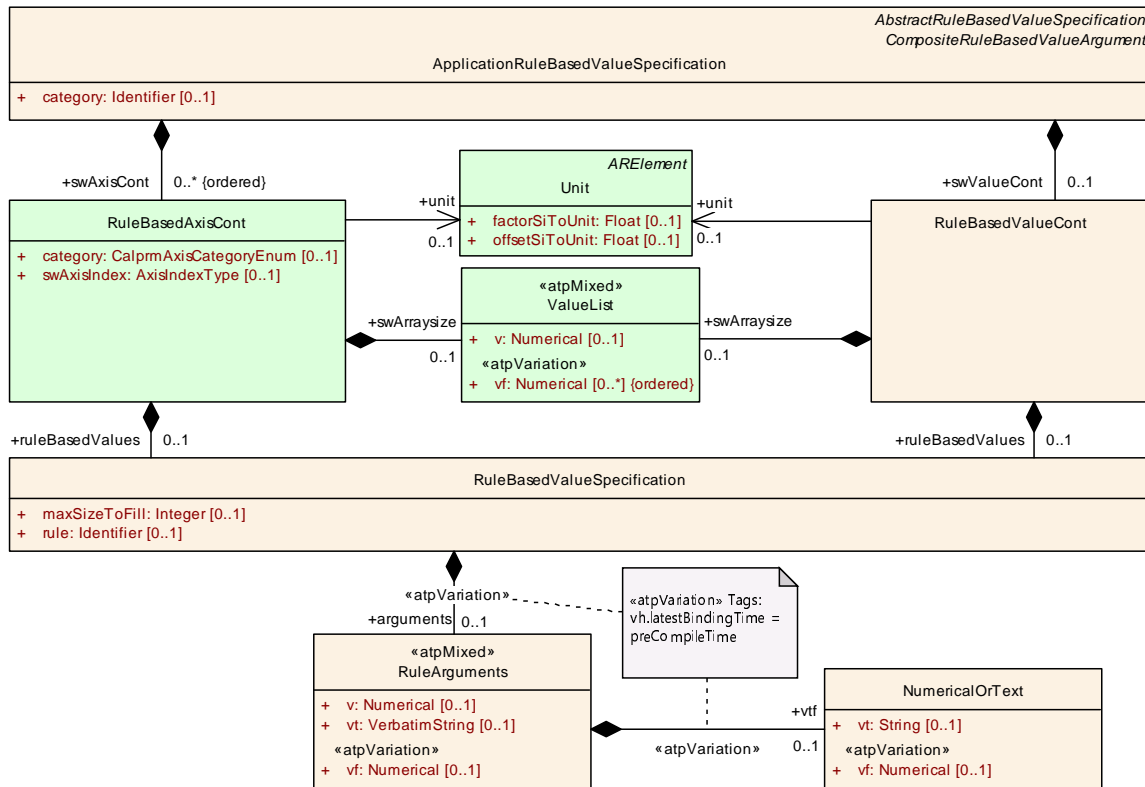 AbstractRuleBasedValueSpecification
CompositeRuleBasedValueArgument
ApplicationRuleBasedValueSpecification
+ category: Identifier [0..1]
+swAxisCont 0..* {ordered}
+swValueCont 0..1
ARElement
Unit
+ factorSiToUnit: Float [0..1]
+ offsetSiToUnit: Float [0..1]
+unit
0..1
+unit
0..1
RuleBasedAxisCont
+ category: CalprmAxisCategoryEnum [0..1]
+ swAxisIndex: AxisIndexType [0..1]
RuleBasedValueCont
«atpMixed»
ValueList
+ v: Numerical [0..1]
«atpVariation»
+ vf: Numerical [0..*] {ordered}
+swArraysize
0..1
+swArraysize
0..1
+ruleBasedValues 0..1
+ruleBasedValues 0..1
RuleBasedValueSpecification
+ maxSizeToFill: Integer [0..1]
+ rule: Identifier [0..1]
«atpVariation»
+arguments 0..1
«atpVariation» Tags:
vh.latestBindingTime =
preCompileTime
«atpMixed»
RuleArguments
+ v: Numerical [0..1]
+ vt: VerbatimString [0..1]
«atpVariation»
+ vf: Numerical [0..1]
+vtf
«atpVariation» 0..1
NumericalOrText
+ vt: String [0..1]
«atpVariation»
+ vf: Numerical [0..1]